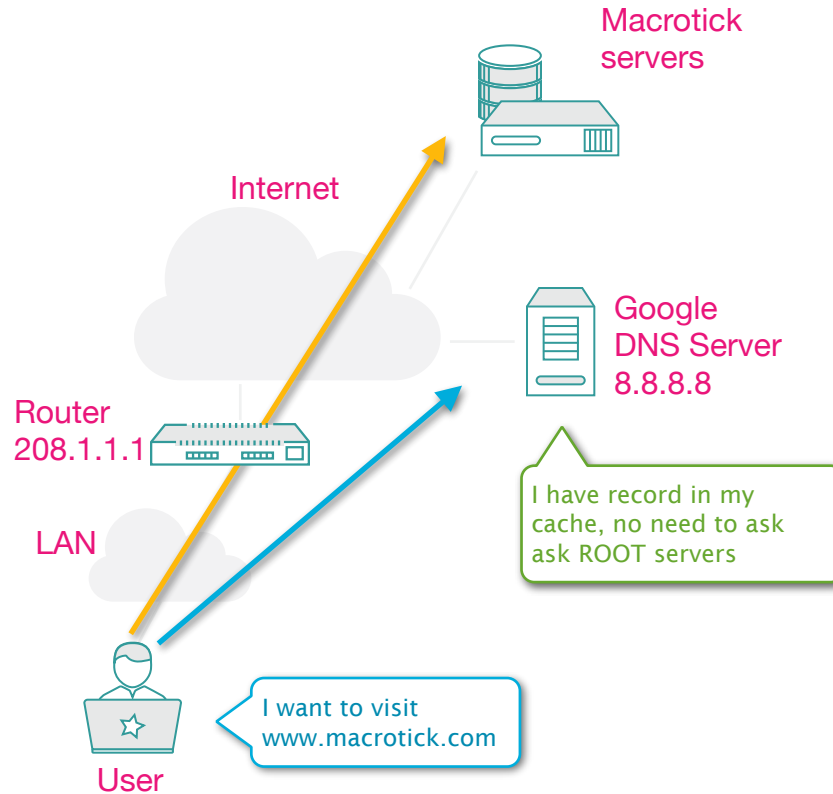 Macrotick
servers
Internet
Google
DNS Server
8.8.8.8
Router
208.1.1.1
I have record in my
cache, no need to ask
ask ROOT servers
LAN
I want to visit
www.macrotick.com
User